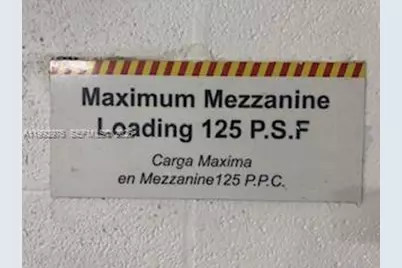 Maximum Mezzanine
Loading 125 P.S.F
Carga Maxima
en Mezzanine125 P.P.C.